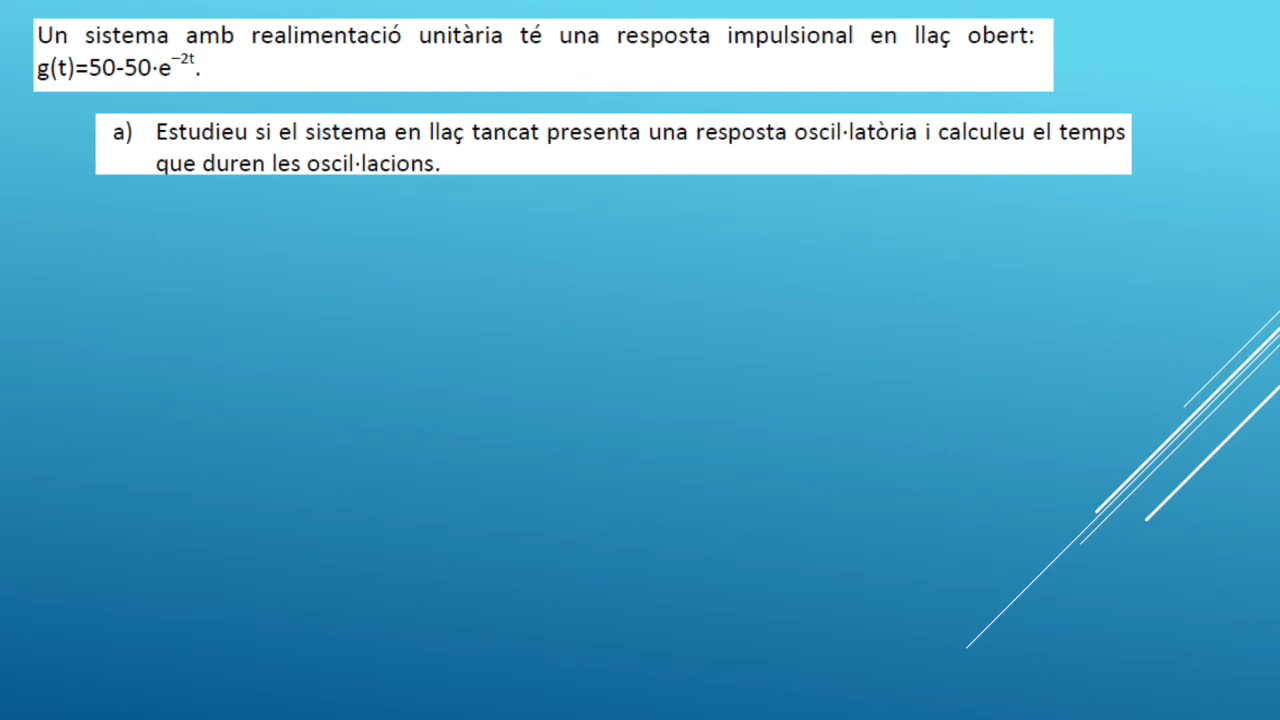 Un sistema amb realimentació unitària té una resposta impulsional en llaç obert:
g(t)=50-50·e⁻²ᵗ.
a) Estudieu si el sistema en llaç tancat presenta una resposta oscil·latòria i calculeu el temps
que duren les oscil·lacions.